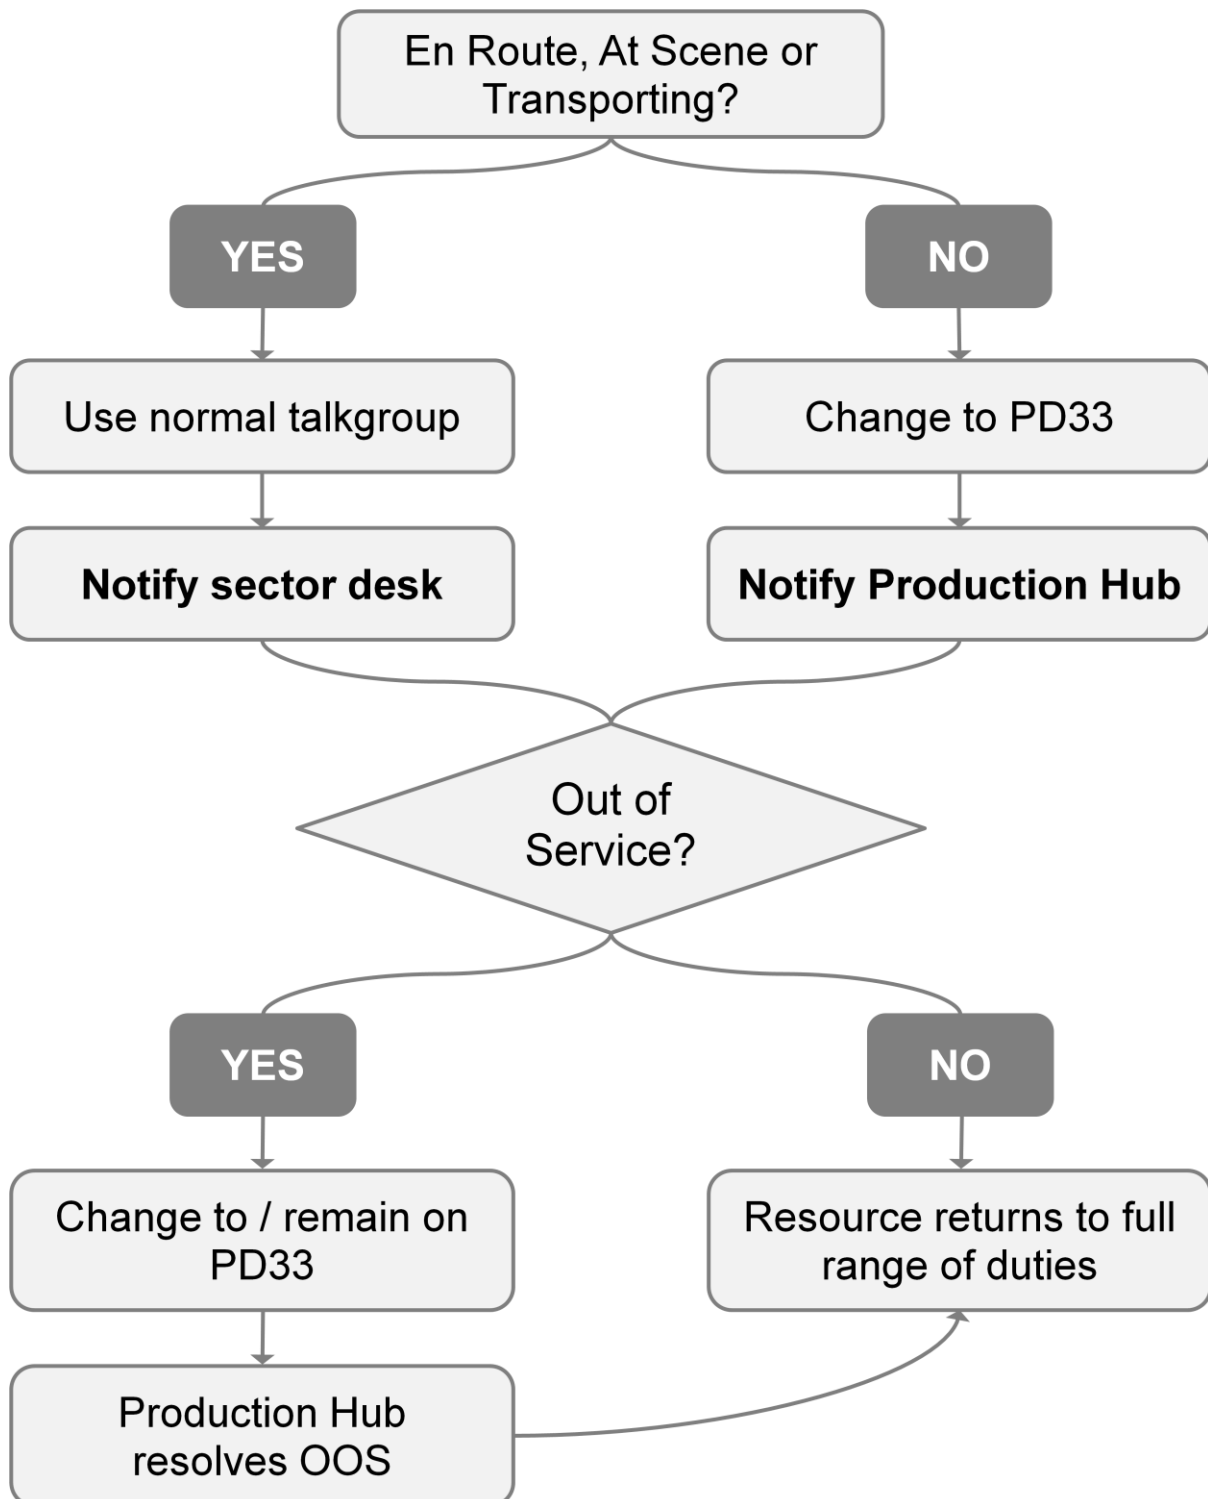 En Route, At Scene or
Transporting?
YES
NO
Use normal talkgroup
Change to PD33
Notify sector desk
Notify Production Hub
Out of
Service?
YES
NO
Change to / remain on
PD33
Resource returns to full
range of duties
Production Hub
resolves OOS